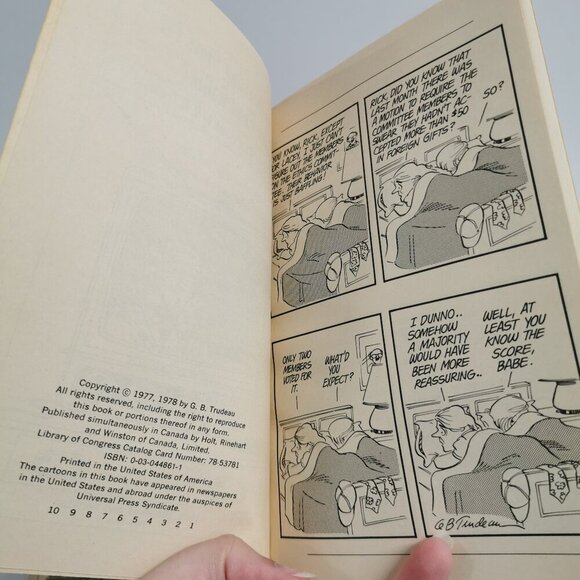 Copyright © 1977, 1978 by G. B. Trudeau
All rights reserved, including the right to reproduce
this book or portions thereof in any form.
Published simultaneously in Canada by Holt, Rinehart
and Winston of Canada, Limited.
Library of Congress Catalog Card Number: 78-53781
ISBN: 0-03-044861-1
Printed in the United States of America
The cartoons in this book have appeared in newspapers
in the United States and abroad under the auspices of
Universal Press Syndicate.
10 9 8 7 6 5 4 3 2 1
YOU KNOW, RICK, EXCEPT
FOR LACEY, I JUST CAN'T
FIGURE OUT THE MEMBERS
ON THE ETHICS COMMIT-
TEE. THEIR BEHAVIOR
IS JUST BAFFLING!
RICK, DID YOU KNOW THAT
LAST MONTH THERE WAS
A MOTION TO REQUIRE THE
COMMITTEE MEMBERS TO
SWEAR THEY HADN'T AC-
CEPTED MORE THAN $50
IN FOREIGN GIFTS?
SO?
ONLY TWO
MEMBERS
VOTED FOR
IT.
WHAT'D
YOU
EXPECT?
I DUNNO..
SOMEHOW
A MAJORITY
WOULD HAVE
BEEN MORE
REASSURING..
WELL, AT
LEAST YOU
KNOW THE
SCORE,
BABE.
GB Trudeau